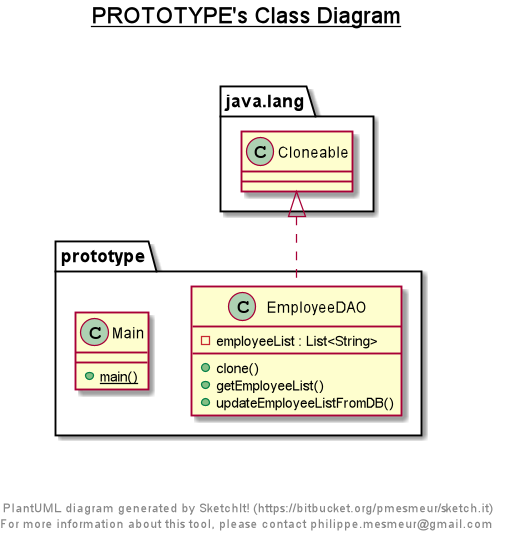 PROTOTYPE's Class Diagram
java.lang
C Cloneable
prototype
C Main
main()
C EmployeeDAO
employeeList : List<String>
clone()
getEmployeeList()
updateEmployeeListFromDB()
PlantUML diagram generated by SketchIt! (https://bitbucket.org/pmesmeur/sketch.it)
For more information about this tool, please contact philippe.mesmeur@gmail.com